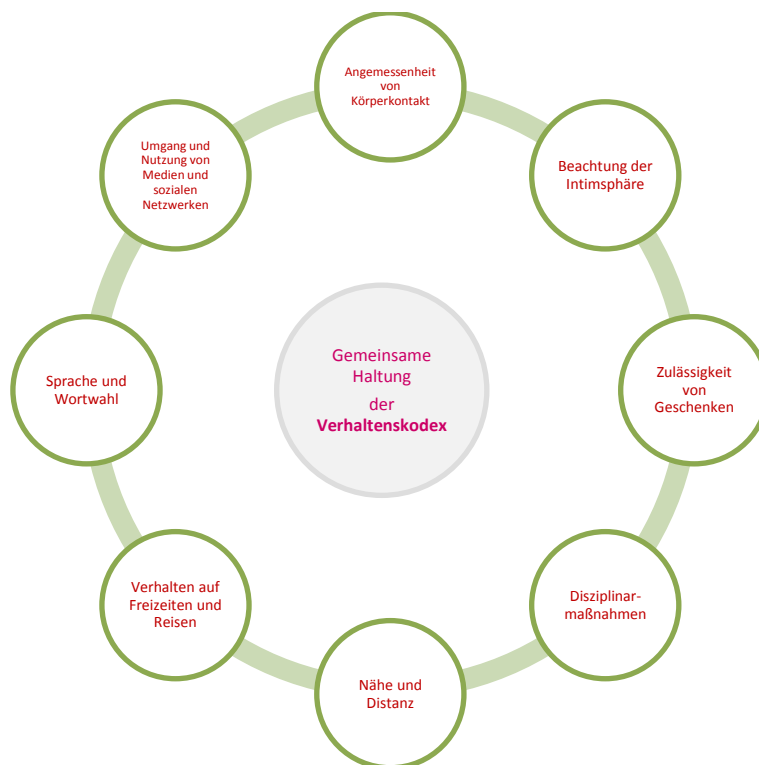 Angemessenheit
von
Körperkontakt
Beachtung der
Intimsphäre
Zulässigkeit
von
Geschenken
Disziplinar-
maßnahmen
Nähe und
Distanz
Verhalten auf
Freizeiten und
Reisen
Sprache und
Wortwahl
Umgang und
Nutzung von
Medien und
sozialen
Netzwerken
Gemeinsame
Haltung
der
Verhaltenskodex